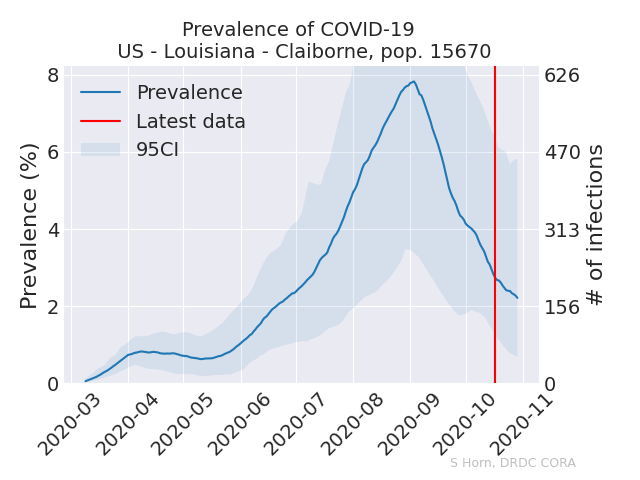 Prevalence of COVID-19
US - Louisiana - Claiborne, pop. 15670
Prevalence
Latest data
95CI
Prevalence (%)
8
6
4
2
0
626
470
313
156
0
# of infections
2020-03
2020-04
2020-05
2020-06
2020-07
2020-08
2020-09
2020-10
2020-11
S Horn, DRDC CORA